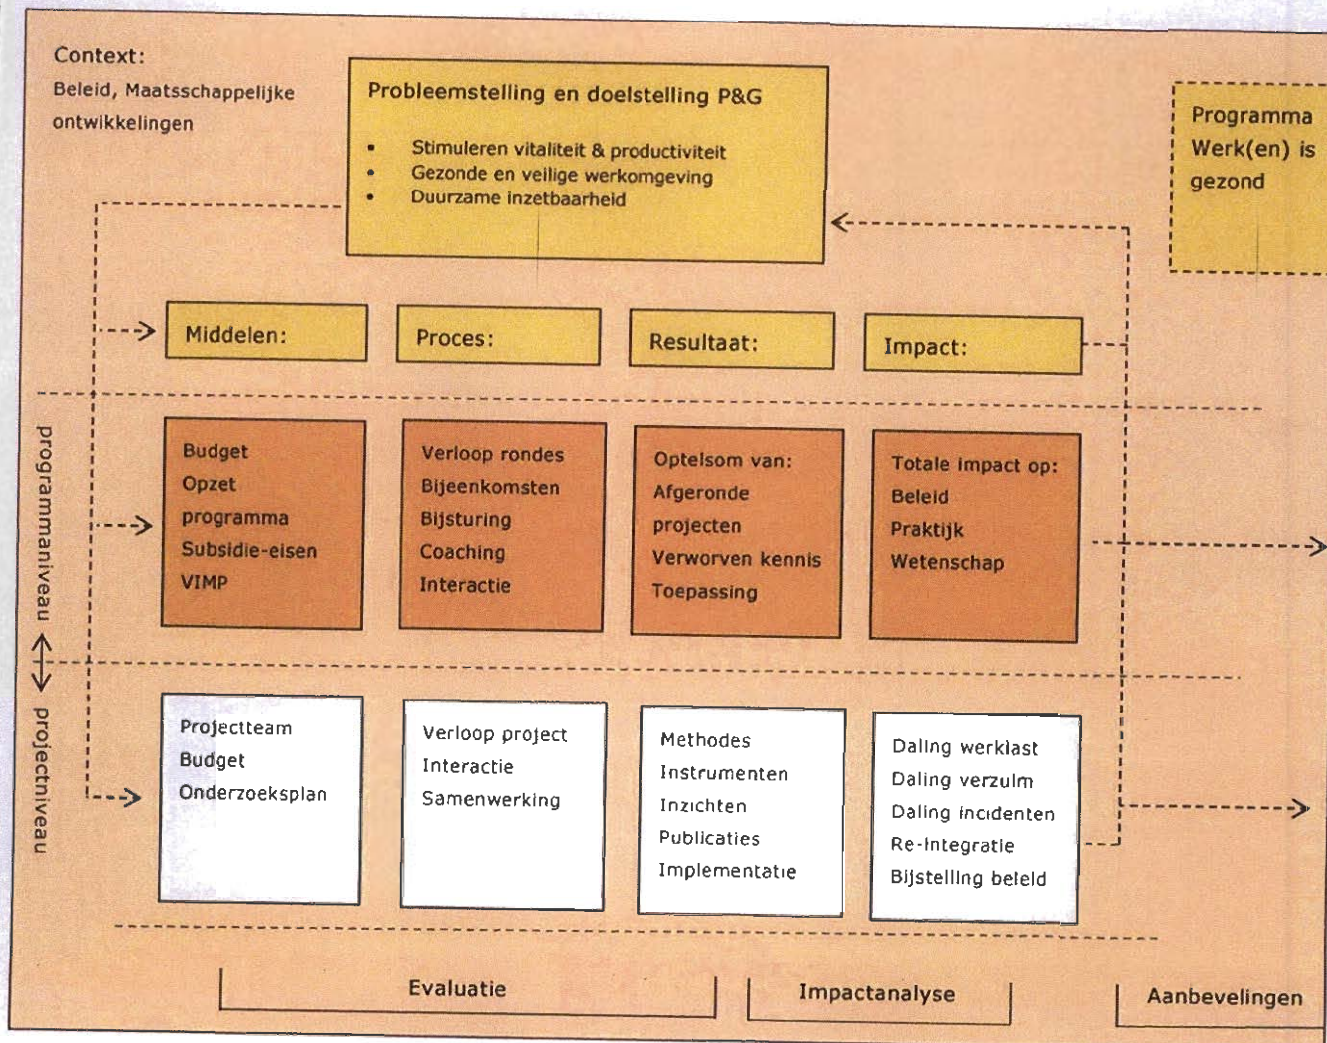 Context:
Beleid, Maatsschappelijke
ontwikkelingen
Probleemstelling en doelstelling P&G
• Stimuleren vitaliteit & productiviteit
• Gezonde en veilige werkomgeving
• Duurzame inzetbaarheid
Programma
Werk(en) is
gezond
Middelen:
Proces:
Resultaat:
Impact:
programmaniveau
Budget
Opzet
programma
Subsidie-eisen
VIMP
Verloop rondes
Bijeenkomsten
Bijsturing
Coaching
Interactie
Optelsom van:
Afgeronde
projecten
Verworven kennis
Toepassing
Totale impact op:
Beleid
Praktijk
Wetenschap
projectniveau
Projectteam
Budget
Onderzoeksplan
Verloop project
Interactie
Samenwerking
Methodes
Instrumenten
Inzichten
Publicaties
Implementatie
Daling werklast
Daling verzuim
Daling incidenten
Re-integratie
Bijstelling beleid
Evaluatie
Impactanalyse
Aanbevelingen